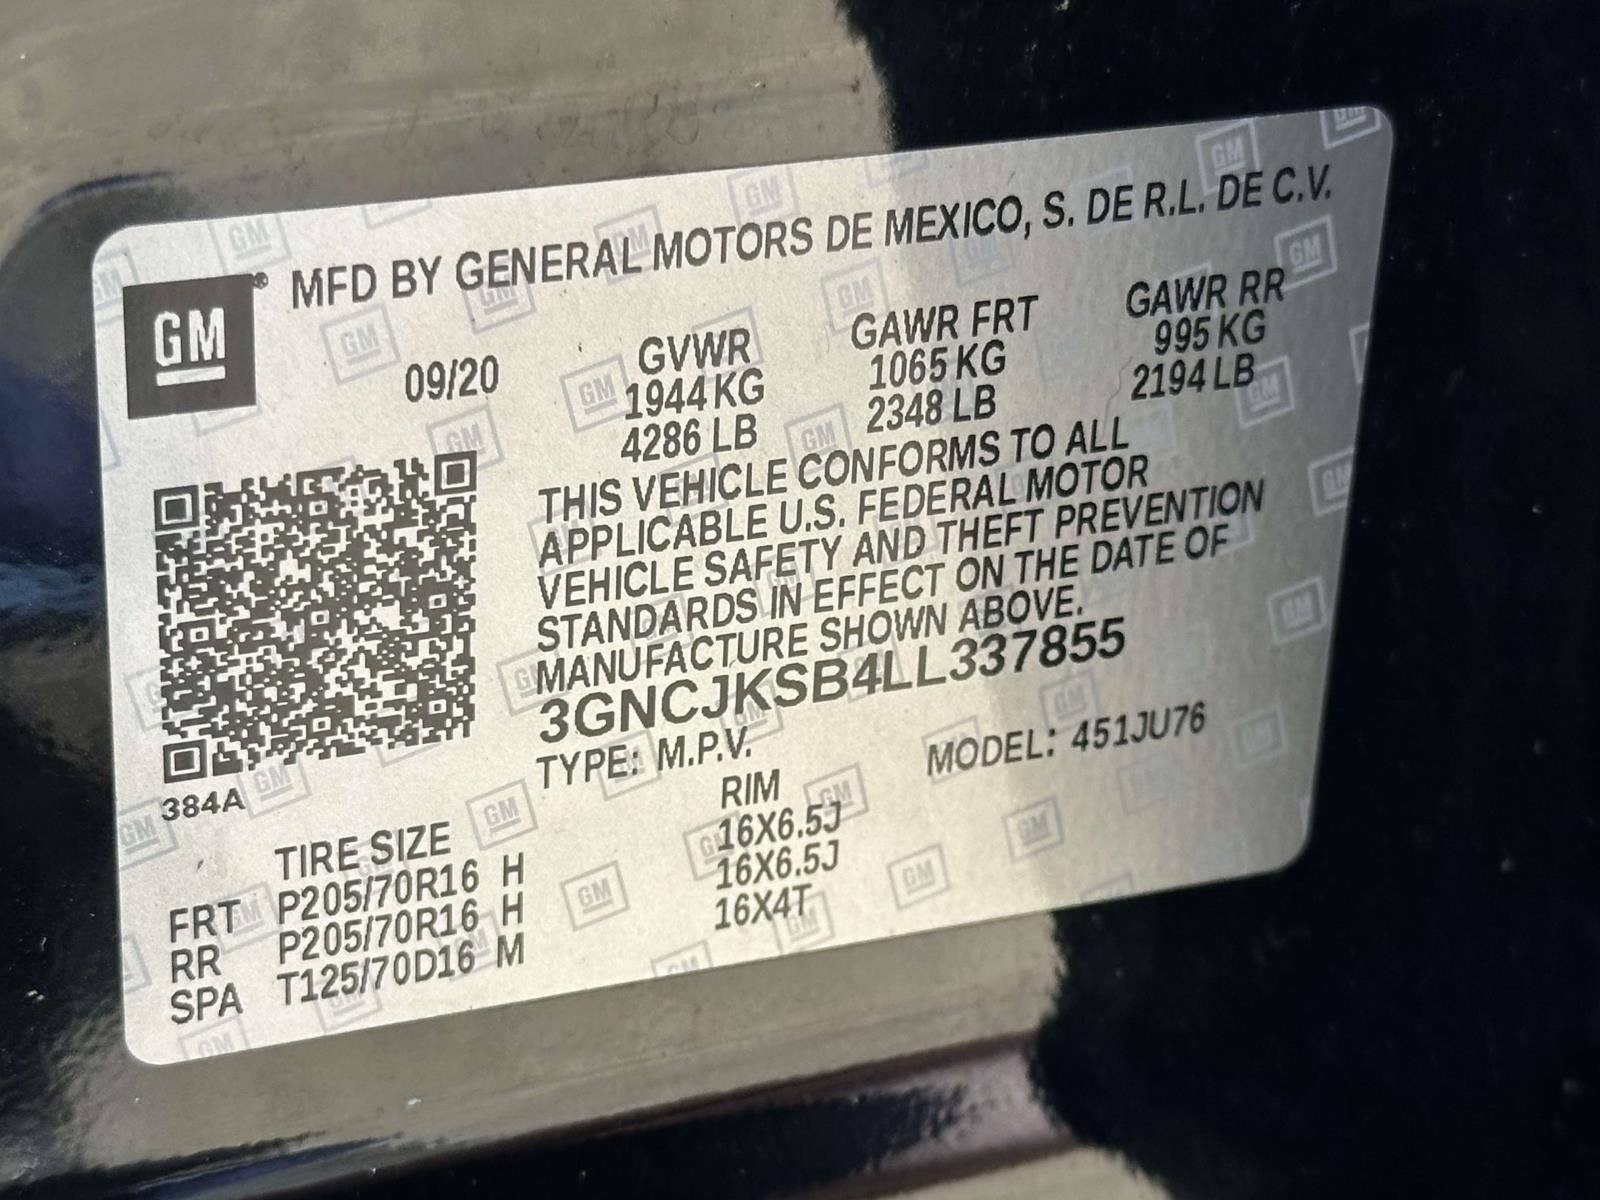 GM
MFD BY GENERAL MOTORS DE MEXICO, S. DE R.L. DE C.V.
09/20
GVWR
1944 KG
4286 LB
GAWR FRT
1065 KG
2348 LB
GAWR RR
995 KG
2194 LB
THIS VEHICLE CONFORMS TO ALL
APPLICABLE U.S. FEDERAL MOTOR
VEHICLE SAFETY AND THEFT PREVENTION
STANDARDS IN EFFECT ON THE DATE OF
MANUFACTURE SHOWN ABOVE.
3GNCJKSB4LL337855
TYPE: M.P.V. MODEL: 451JU76
384A
TIRE SIZE RIM
FRT P205/70R16 H 16X6.5J
RR P205/70R16 H 16X6.5J
SPA T125/70D16 M 16X4T